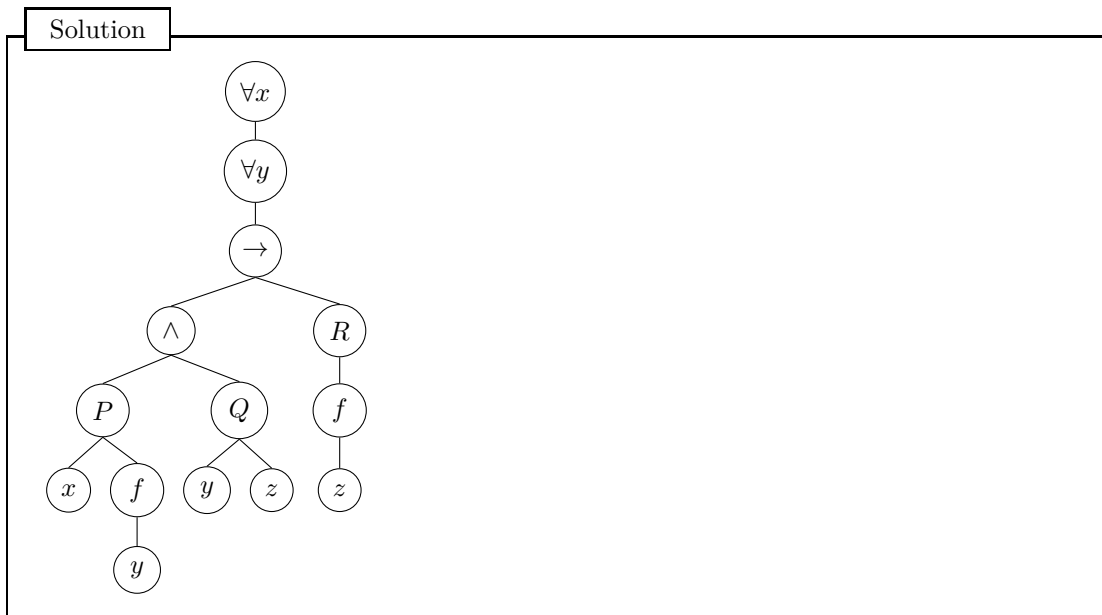 Solution
∀x
∀y
→
∧ R
P Q f
x f y z z
y